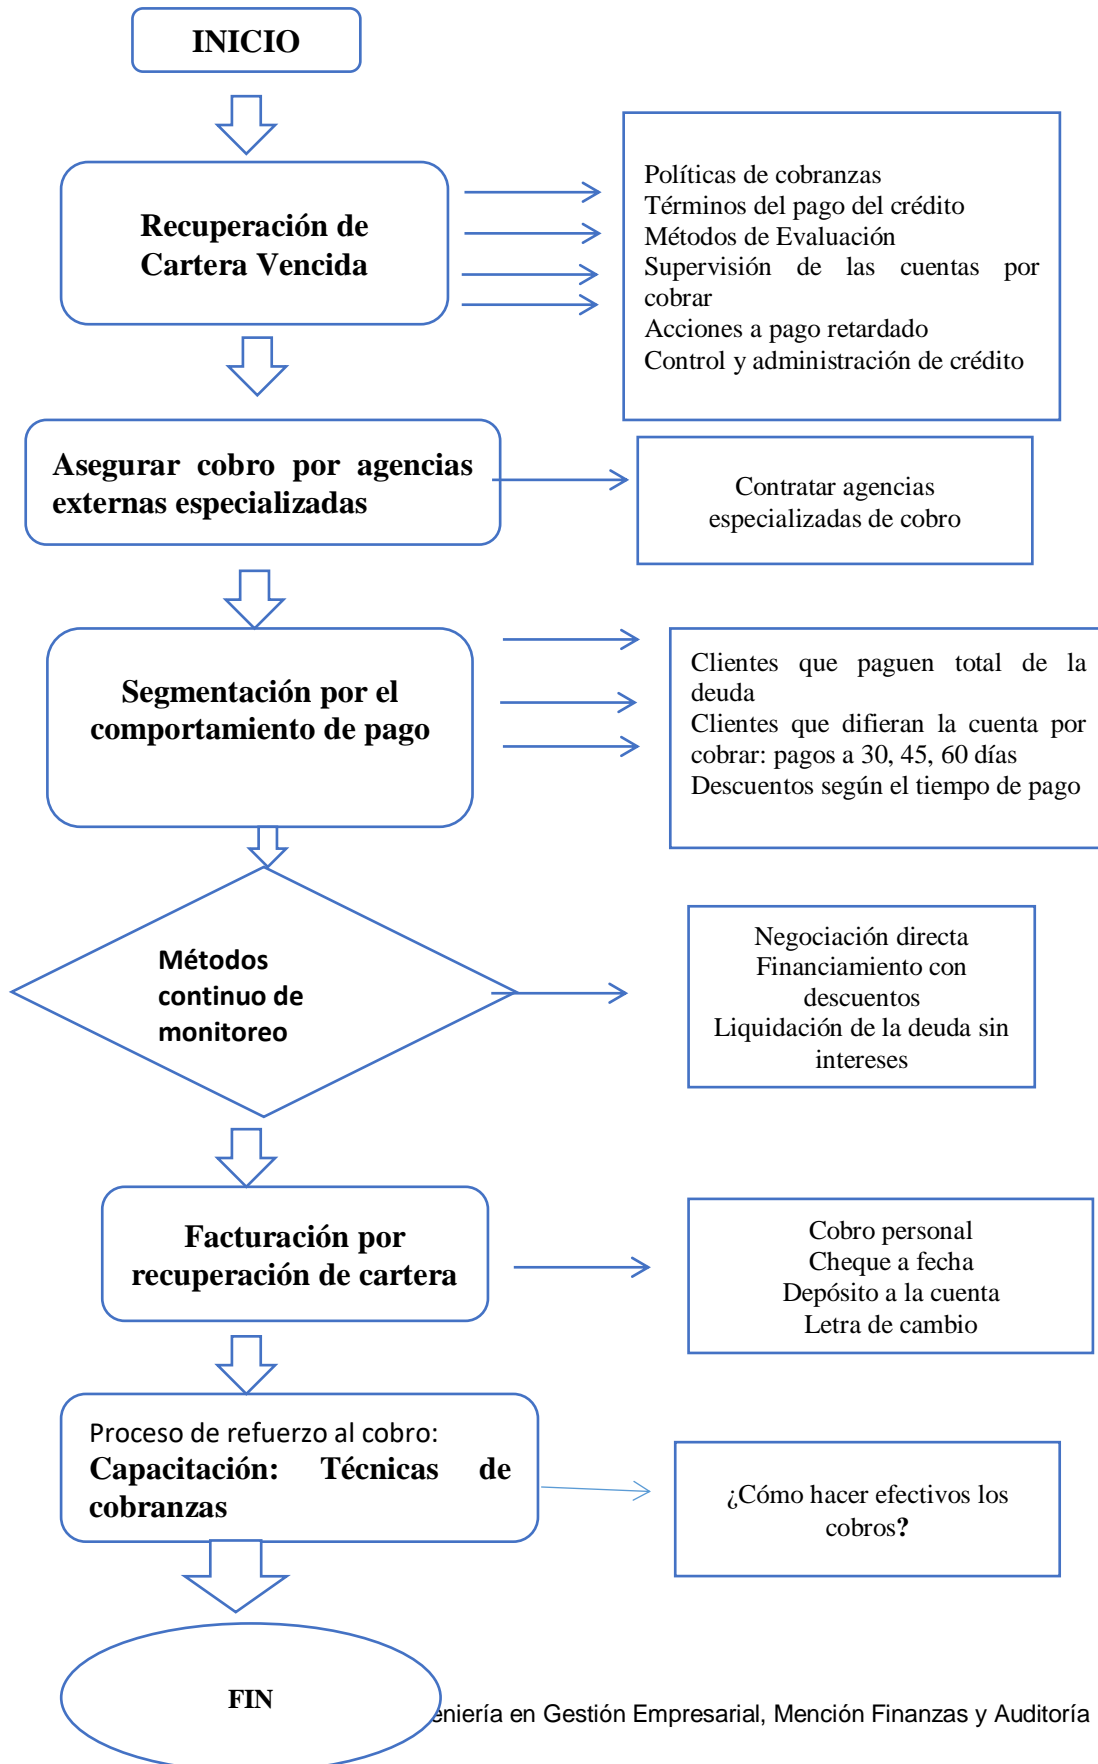 INICIO
Recuperación de
Cartera Vencida
Políticas de cobranzas
Términos del pago del crédito
Métodos de Evaluación
Supervisión de las cuentas por
cobrar
Acciones a pago retardado
Control y administración de crédito
Asegurar cobro por agencias
externas especializadas
Contratar agencias
especializadas de cobro
Segmentación por el
comportamiento de pago
Clientes que paguen total de la
deuda
Clientes que difieran la cuenta por
cobrar: pagos a 30, 45, 60 días
Descuentos según el tiempo de pago
Métodos
continuo de
monitoreo
Negociación directa
Financiamiento con
descuentos
Liquidación de la deuda sin
intereses
Facturación por
recuperación de cartera
Cobro personal
Cheque a fecha
Depósito a la cuenta
Letra de cambio
Proceso de refuerzo al cobro:
Capacitación: Técnicas de
cobranzas
¿Cómo hacer efectivos los
cobros?
FIN
en Gestión Empresarial, Mención Finanzas y Auditoría